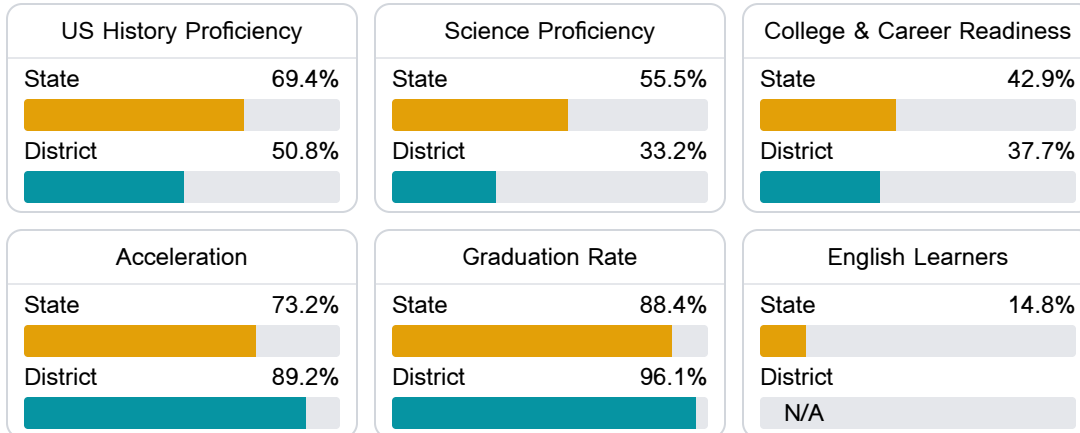 US History Proficiency
State 69.4%
District 50.8%
Science Proficiency
State 55.5%
District 33.2%
College & Career Readiness
State 42.9%
District 37.7%
Acceleration
State 73.2%
District 89.2%
Graduation Rate
State 88.4%
District 96.1%
English Learners
State 14.8%
District
N/A